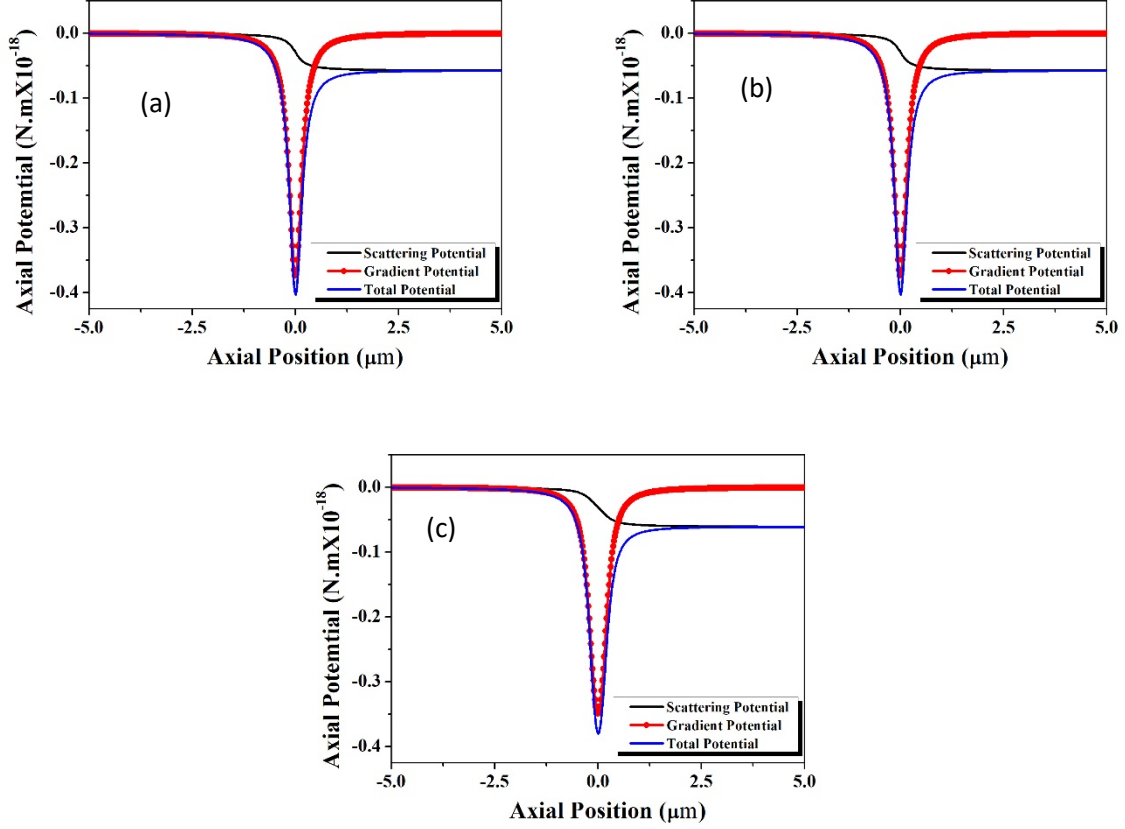 0.0
-0.1
-0.2
-0.3
-0.4
Axial Potential (N.mX10-18)
(a)
Scattering Potential
Gradient Potential
Total Potential
-5.0 -2.5 0.0 2.5 5.0
Axial Position (μm)
0.0
-0.1
-0.2
-0.3
-0.4
Axial Potential (N.mX10-18)
(b)
Scattering Potential
Gradient Potential
Total Potential
-5.0 -2.5 0.0 2.5 5.0
Axial Position (μm)
0.0
-0.1
-0.2
-0.3
-0.4
Axial Potential (N.mX10-18)
(c)
Scattering Potential
Gradient Potential
Total Potential
-5.0 -2.5 0.0 2.5 5.0
Axial Position (μm)